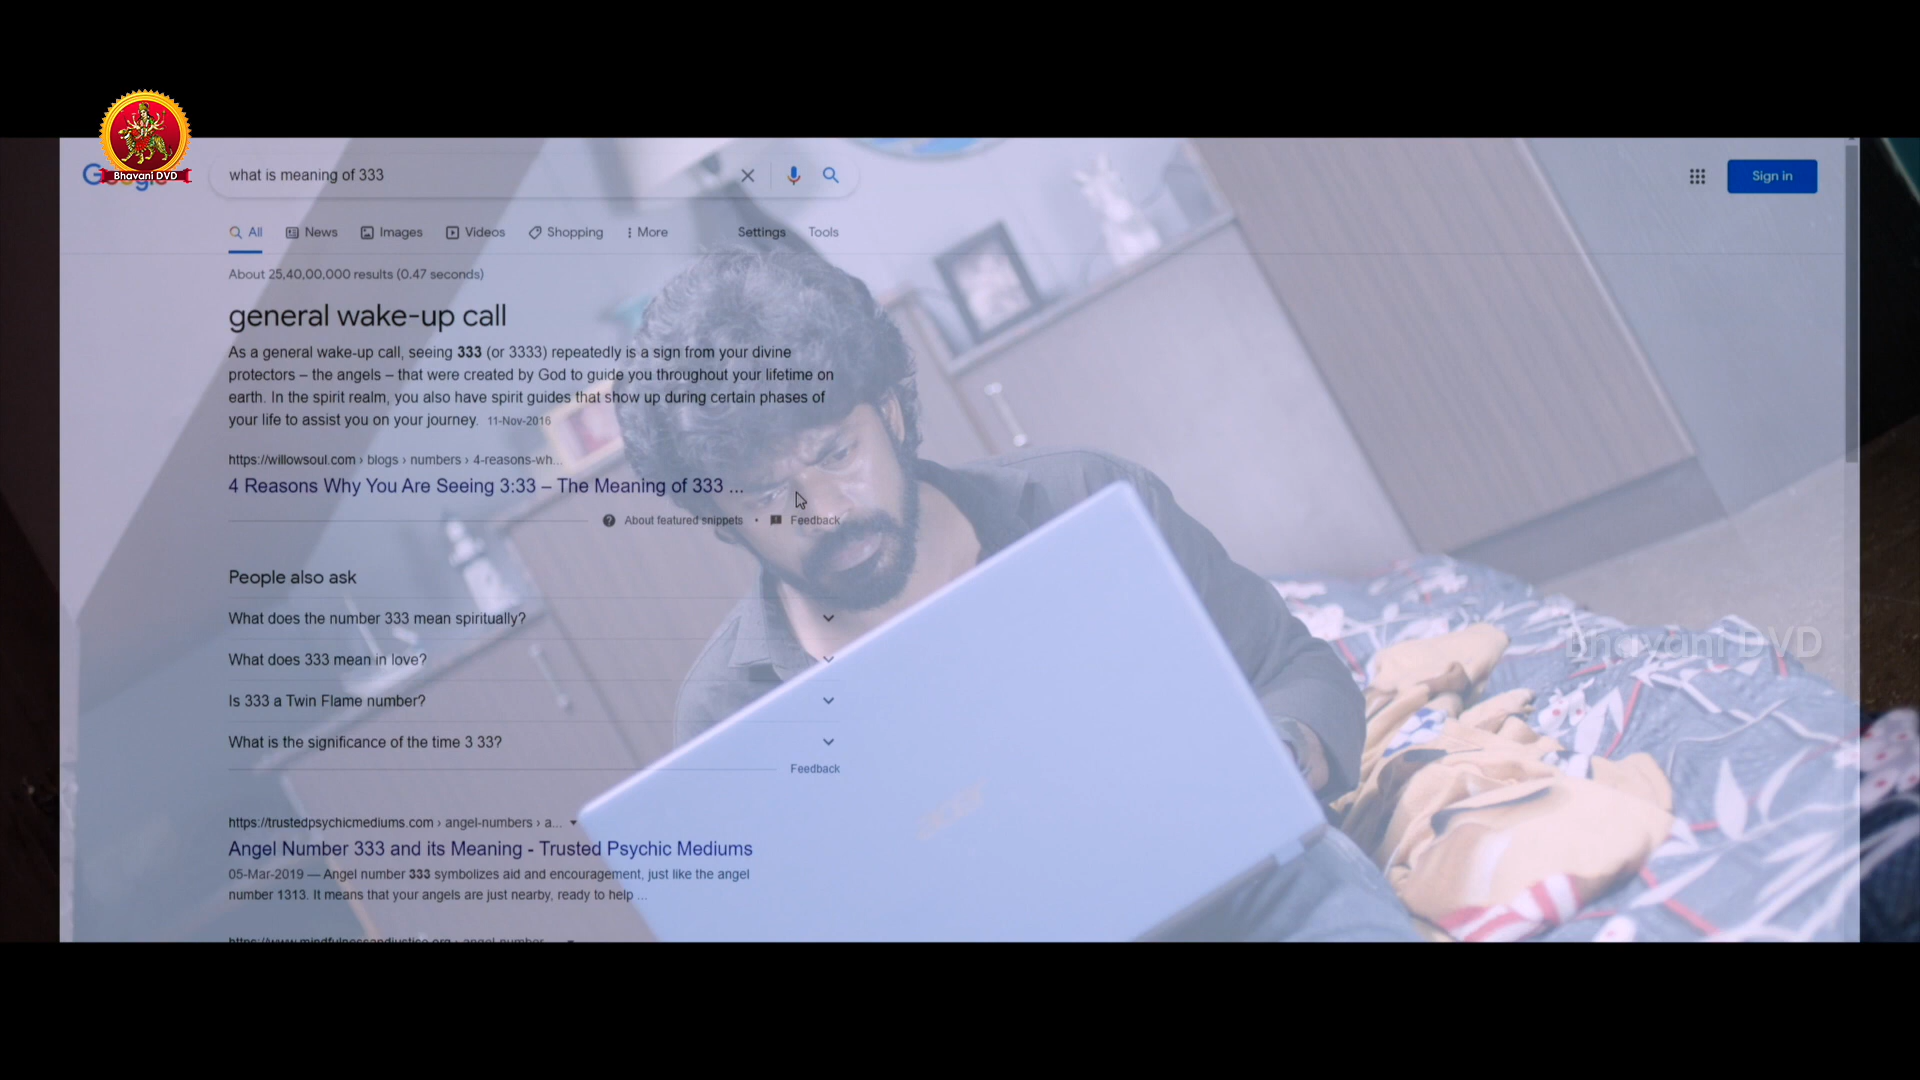 Bhavani DVD
Google
what is meaning of 333
Sign in
All News Images Videos Shopping More Settings Tools
About 25,40,00,000 results (0.47 seconds)
general wake-up call
As a general wake-up call, seeing 333 (or 3333) repeatedly is a sign from your divine
protectors – the angels – that were created by God to guide you throughout your lifetime on
earth. In the spirit realm, you also have spirit guides that show up during certain phases of
your life to assist you on your journey. 11-Nov-2016
https://willowsoul.com › blogs › numbers › 4-reasons-wh...
4 Reasons Why You Are Seeing 3:33 – The Meaning of 333 ...
About featured snippets • Feedback
People also ask
What does the number 333 mean spiritually?
What does 333 mean in love?
Is 333 a Twin Flame number?
Bhavani DVD
What is the significance of the time 3 33?
Feedback
acer
https://trustedpsychicmediums.com › angel-numbers › a...
Angel Number 333 and its Meaning - Trusted Psychic Mediums
05-Mar-2019 — Angel number 333 symbolizes aid and encouragement, just like the angel
number 1313. It means that your angels are just nearby, ready to help ...
https://www.mindfulnessandjustice.org › angel-number...